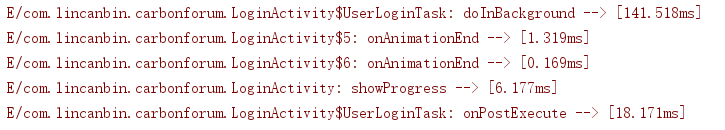 E/com.lincanbin.carbonforum.LoginActivity$UserLoginTask: doInBackground --> [141.518ms]
E/com.lincanbin.carbonforum.LoginActivity$5: onAnimationEnd --> [1.319ms]
E/com.lincanbin.carbonforum.LoginActivity$6: onAnimationEnd --> [0.169ms]
E/com.lincanbin.carbonforum.LoginActivity: showProgress --> [6.177ms]
E/com.lincanbin.carbonforum.LoginActivity$UserLoginTask: onPostExecute --> [18.171ms]